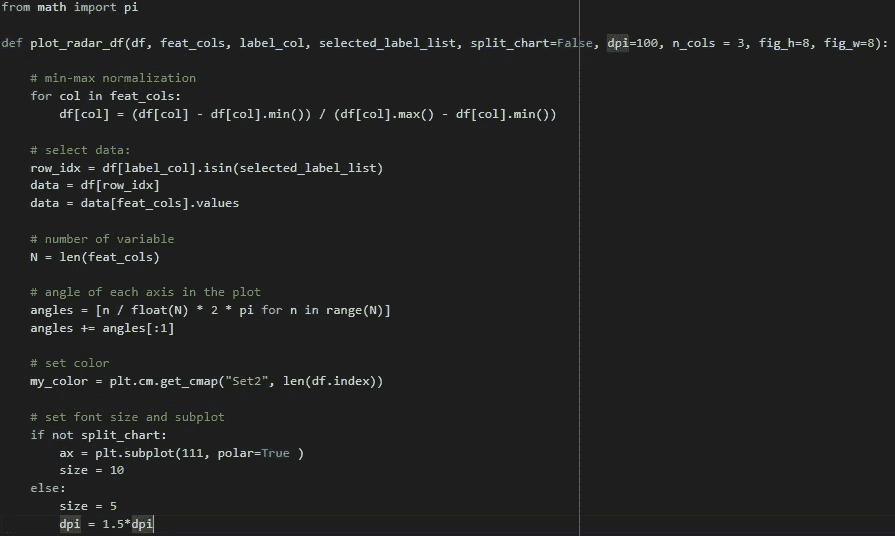 from math import pi
def plot_radar_df(df, feat_cols, label_col, selected_label_list, split_chart=False, dpi=100, n_cols = 3, fig_h=8, fig_w=8):
# min-max normalization
for col in feat_cols:
df[col] = (df[col] - df[col].min()) / (df[col].max() - df[col].min())
# select data:
row_idx = df[label_col].isin(selected_label_list)
data = df[row_idx]
data = data[feat_cols].values
# number of variable
N = len(feat_cols)
# angle of each axis in the plot
angles = [n / float(N) * 2 * pi for n in range(N)]
angles += angles[:1]
# set color
my_color = plt.cm.get_cmap("Set2", len(df.index))
# set font size and subplot
if not split_chart:
ax = plt.subplot(111, polar=True )
size = 10
else:
size = 5
dpi = 1.5*dpi